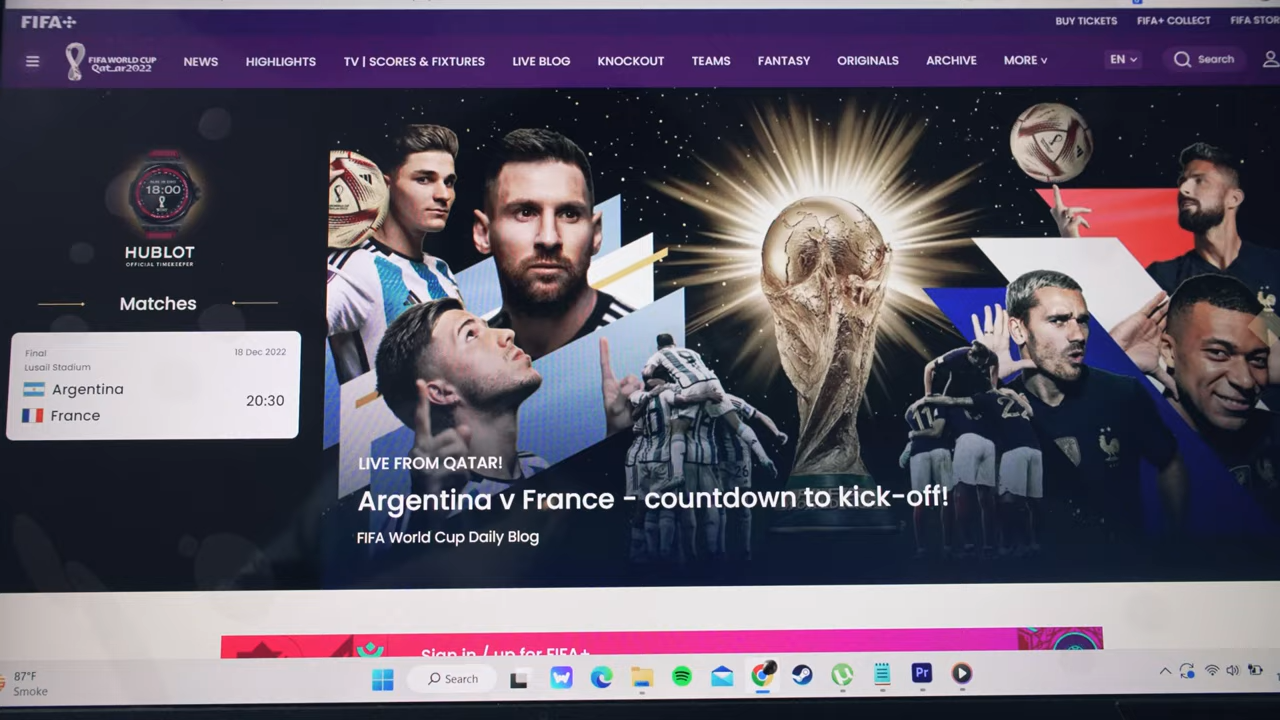 FIFA+
BUY TICKETS
FIFA+ COLLECT
FIFA STOR
FIFA WORLD CUP
Qatar2022
NEWS
HIGHLIGHTS
TV | SCORES & FIXTURES
LIVE BLOG
KNOCKOUT
TEAMS
FANTASY
ORIGINALS
ARCHIVE
MORE
EN
Search
18:00
HUBLOT
OFFICIAL TIMEKEEPER
Matches
Final
18 Dec 2022
Lusail Stadium
Argentina
20:30
France
11
26
LIVE FROM QATAR!
Argentina v France - countdown to kick-off!
FIFA World Cup Daily Blog
Sign in / up for FIFA+
87°F
Smoke
Search
Pr